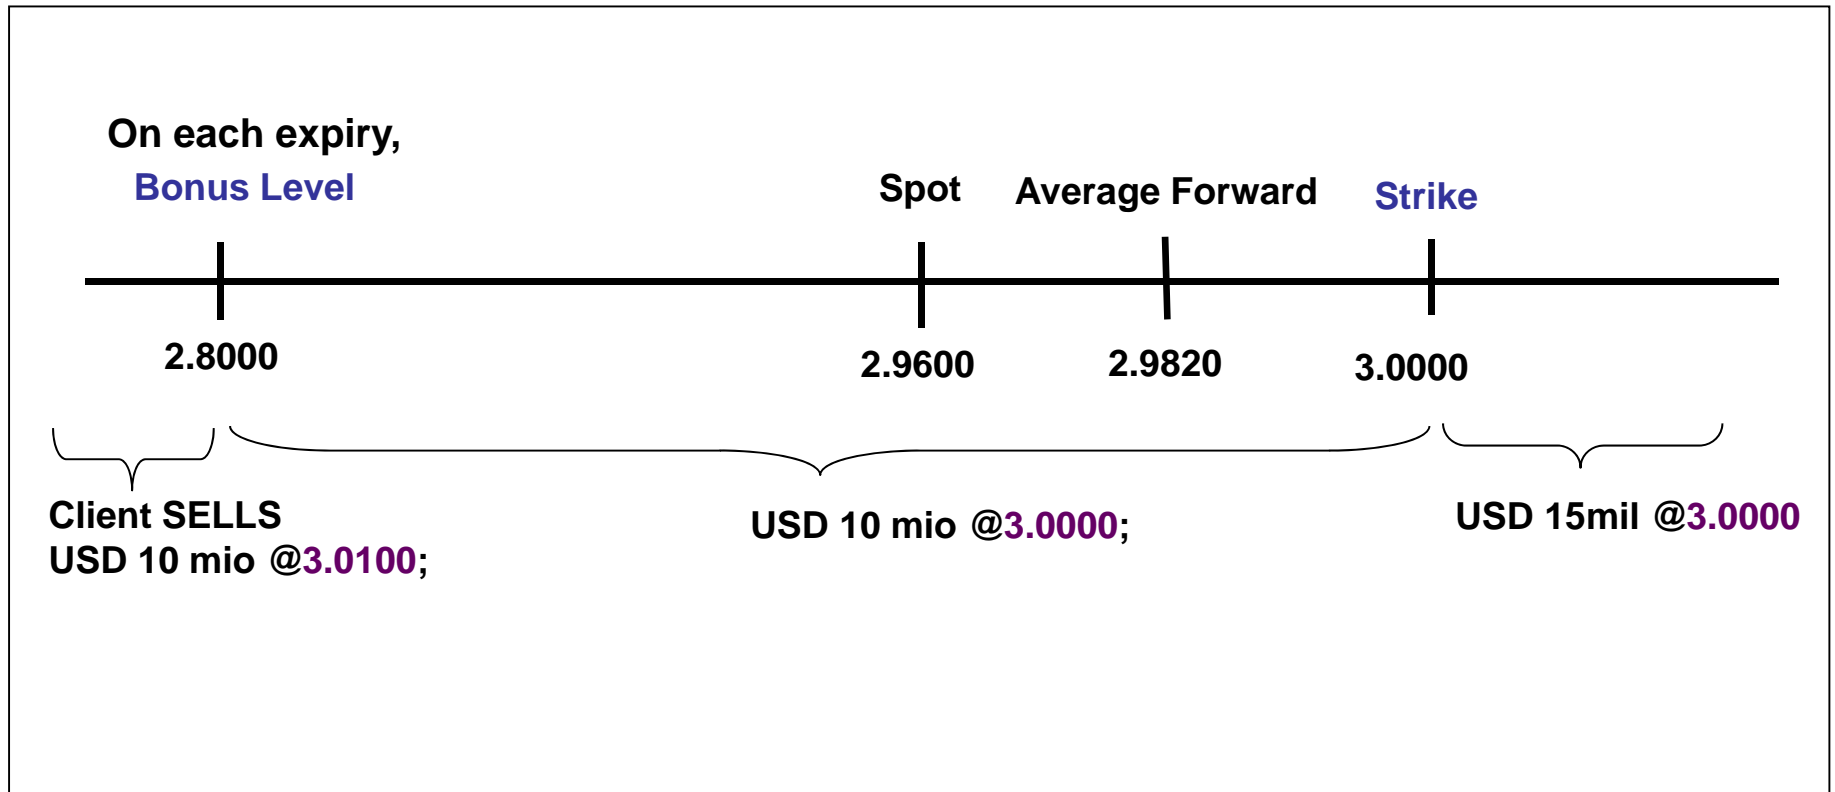 On each expiry,
Bonus Level
Spot
Average Forward
Strike
2.8000
2.9600
2.9820
3.0000
Client SELLS
USD 10 mio @3.0100;
USD 10 mio @3.0000;
USD 15mil @3.0000